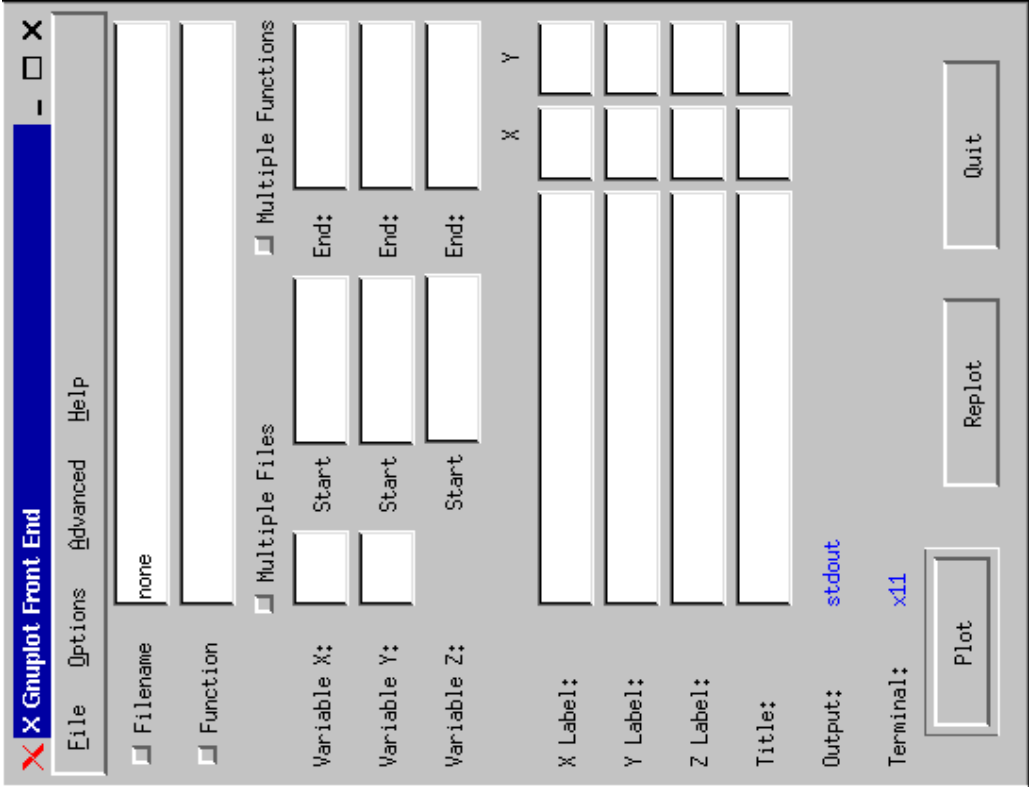 X Gnuplot Front End
File Options Advanced Help
Filename none
Function
Multiple Files Multiple Functions
Variable X: Start End:
Variable Y: Start End:
Variable Z: Start End:
X Y
X Label:
Y Label:
Z Label:
Title:
Output: stdout
Terminal: x11
Plot Replot Quit